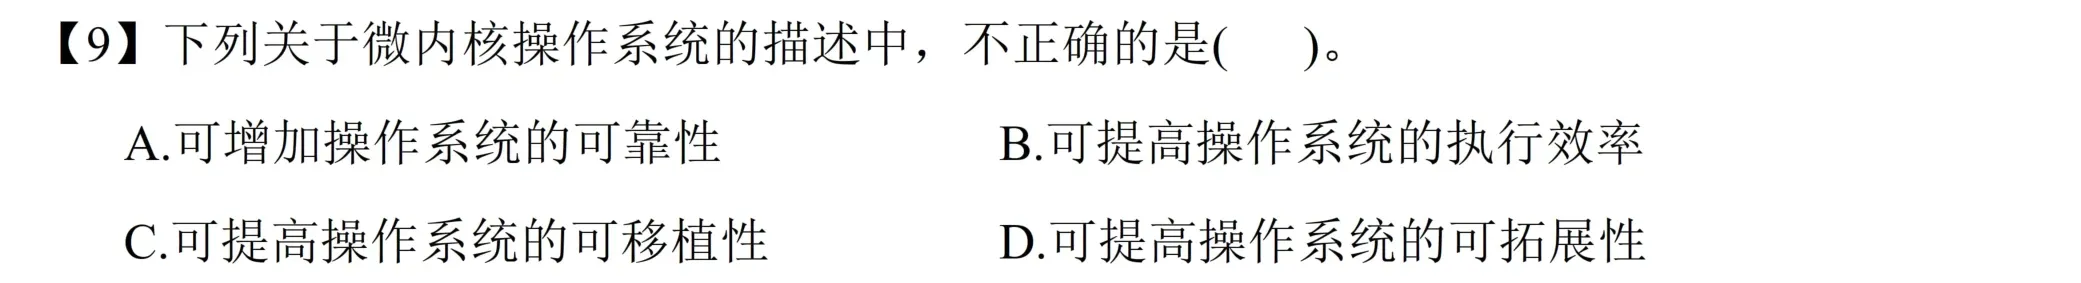 【9】下列关于微内核操作系统的描述中，不正确的是(    )。
A.可增加操作系统的可靠性    B.可提高操作系统的执行效率
C.可提高操作系统的可移植性    D.可提高操作系统的可拓展性